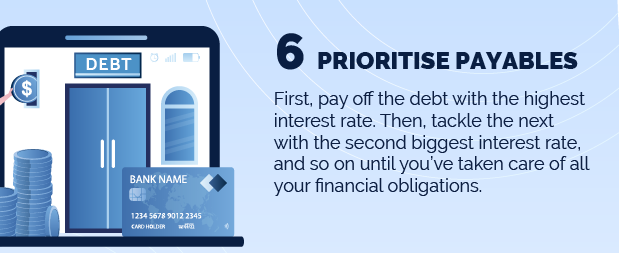 DEBT
$
BANK NAME
1234 5678 9012 2345
CARD HOLDER
6 PRIORITISE PAYABLES
First, pay off the debt with the highest
interest rate. Then, tackle the next
with the second biggest interest rate,
and so on until you've taken care of all
your financial obligations.